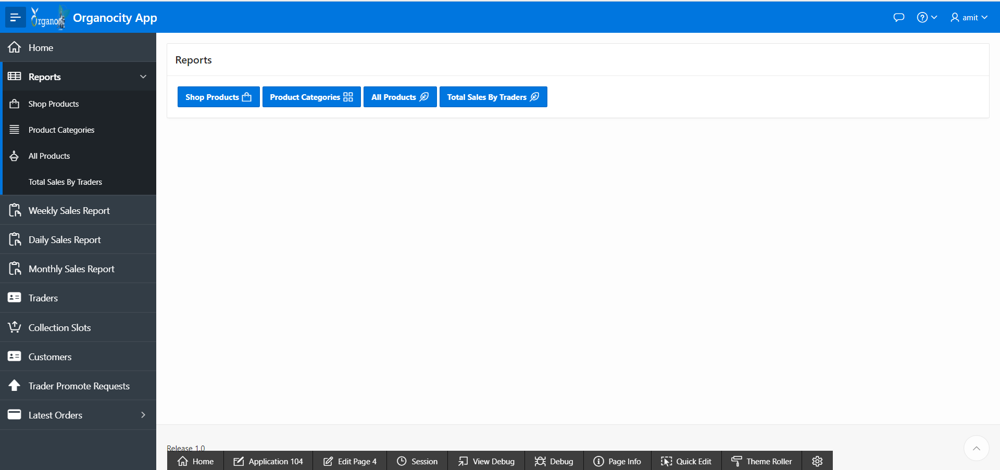 Organo
Organocity App
amit
Home
Reports
Shop Products
Product Categories
All Products
Total Sales By Traders
Weekly Sales Report
Daily Sales Report
Monthly Sales Report
Traders
Collection Slots
Customers
Trader Promote Requests
Latest Orders
Reports
Shop Products Product Categories All Products Total Sales By Traders
Release 1.0
Home Application 104 Edit Page 4 Session View Debug Debug Page Info Quick Edit Theme Roller